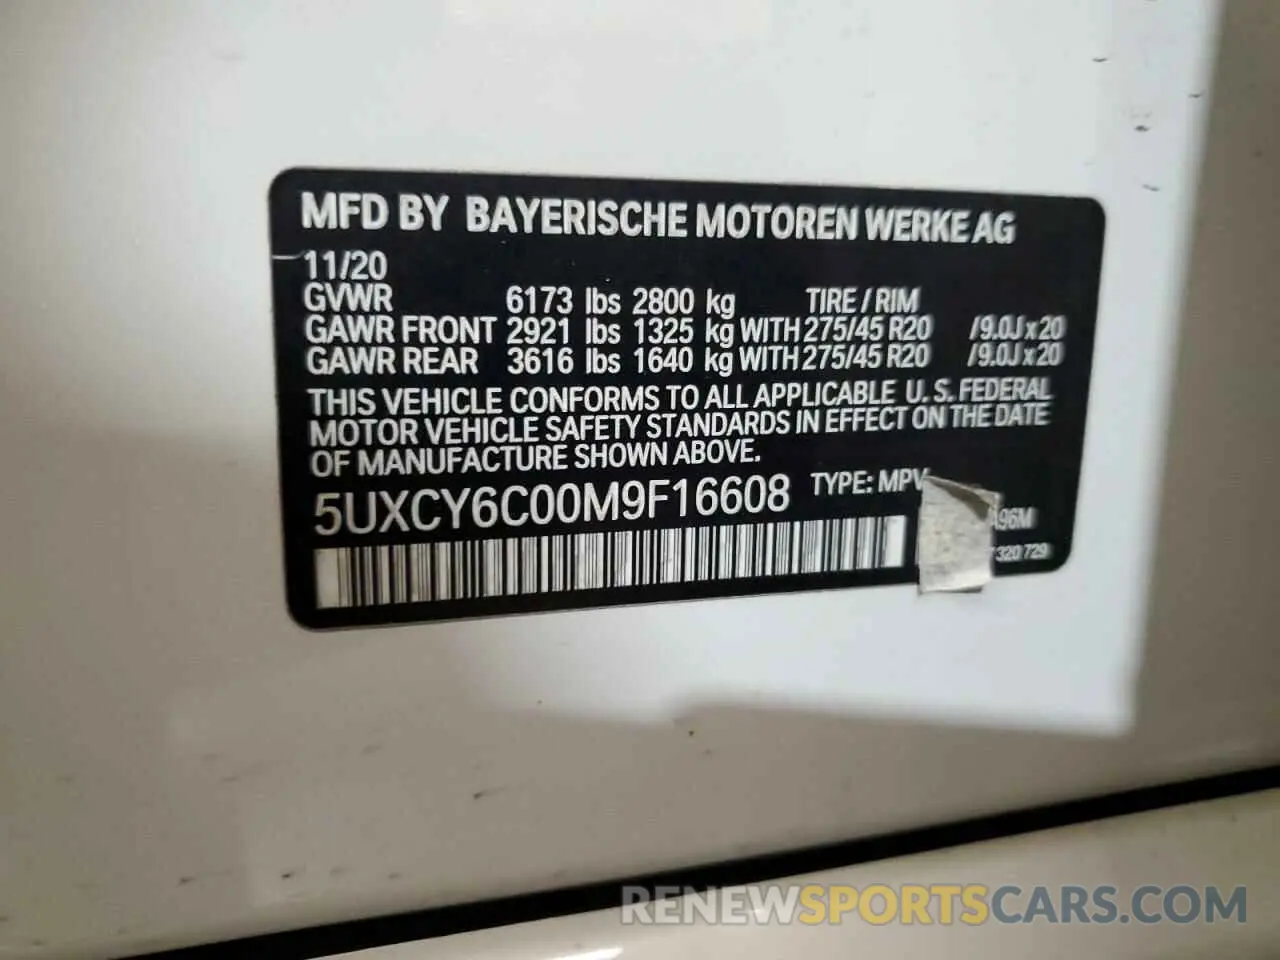 MFD BY BAYERISCHE MOTOREN WERKE AG
11/20
GVWR 6173 lbs 2800 kg TIRE / RIM
GAWR FRONT 2921 lbs 1325 kg WITH 275/45 R20 /9.0J x 20
GAWR REAR 3616 lbs 1640 kg WITH 275/45 R20 /9.0J x 20
THIS VEHICLE CONFORMS TO ALL APPLICABLE U. S. FEDERAL
MOTOR VEHICLE SAFETY STANDARDS IN EFFECT ON THE DATE
OF MANUFACTURE SHOWN ABOVE.
5UXCY6C00M9F16608 TYPE: MPV
A96M
320 729
RENEWSPORTSCARS.COM